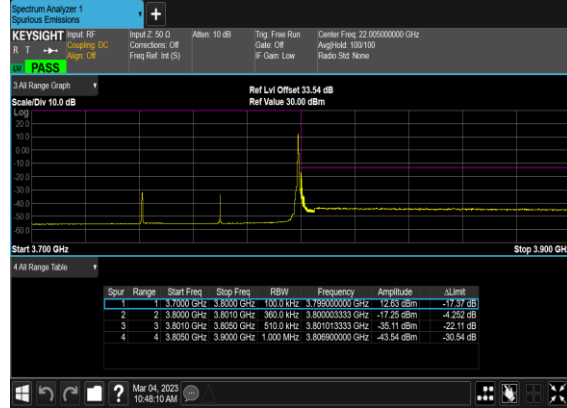 Spectrum Analyzer 1
Spurious Emissions
+
KEYSIGHT Input: RF Input Z: 50 Ω Atten: 10 dB Trig: Free Run Center Freq: 22.005000000 GHz
R T Coupling: DC Corrections: Off Gate: Off Avg|Hold: 100/100
Align: Off Freq Ref: Int (S) IF Gain: Low Radio Std: None
PASS
3 All Range Graph
Ref Lvl Offset 33.54 dB
Scale/Div 10.0 dB Ref Value 30.00 dBm
Log
20.0
10.0
0.00
-10.0
-20.0
-30.0
-40.0
-50.0
-60.0
Start 3.700 GHz Stop 3.900 GHz
4 All Range Table
Spur Range Start Freq Stop Freq RBW Frequency Amplitude ΔLimit
1 1 3.7000 GHz 3.8000 GHz 100.0 kHz 3.799000000 GHz 12.63 dBm -17.37 dB
2 2 3.8000 GHz 3.8010 GHz 360.0 kHz 3.800003333 GHz -17.25 dBm -4.252 dB
3 3 3.8010 GHz 3.8050 GHz 510.0 kHz 3.801013333 GHz -35.11 dBm -22.11 dB
4 4 3.8050 GHz 3.9000 GHz 1.000 MHz 3.806900000 GHz -43.54 dBm -30.54 dB
? Mar 04, 2023
10:48:10 AM